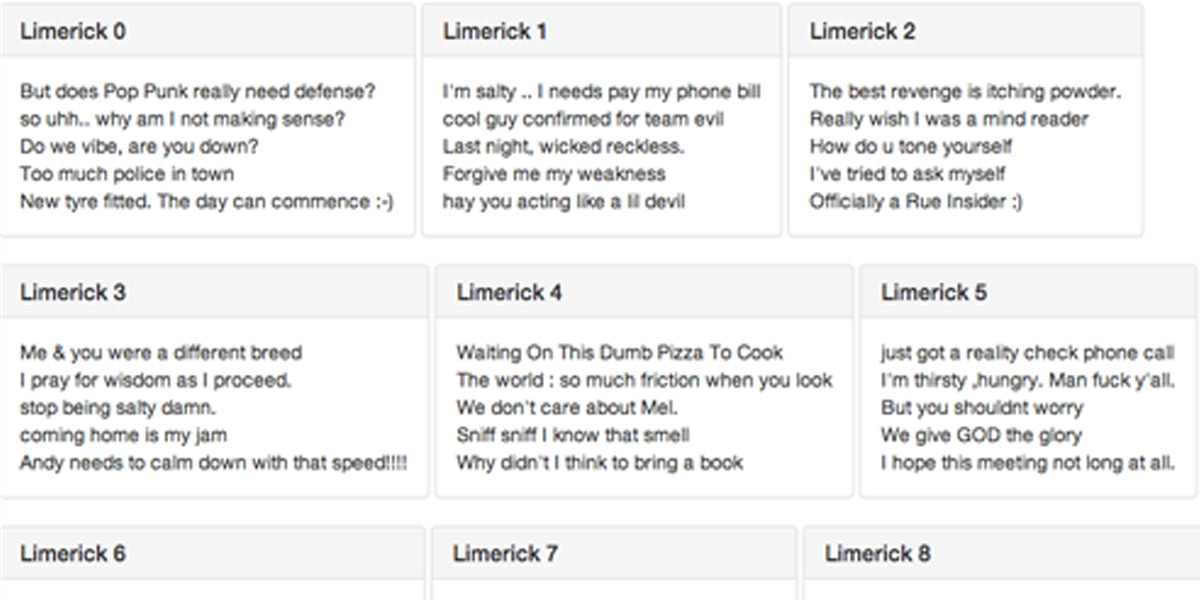 Limerick 0
But does Pop Punk really need defense?
so uhh.. why am I not making sense?
Do we vibe, are you down?
Too much police in town
New tyre fitted. The day can commence :-)
Limerick 1
I'm salty .. I needs pay my phone bill
cool guy confirmed for team evil
Last night, wicked reckless.
Forgive me my weakness
hay you acting like a lil devil
Limerick 2
The best revenge is itching powder.
Really wish I was a mind reader
How do u tone yourself
I've tried to ask myself
Officially a Rue Insider :)
Limerick 3
Me & you were a different breed
I pray for wisdom as I proceed.
stop being salty damn.
coming home is my jam
Andy needs to calm down with that speed!!!!
Limerick 4
Waiting On This Dumb Pizza To Cook
The world : so much friction when you look
We don't care about Mel.
Sniff sniff I know that smell
Why didn't I think to bring a book
Limerick 5
just got a reality check phone call
I'm thirsty ,hungry. Man fuck y'all.
But you shouldnt worry
We give GOD the glory
I hope this meeting not long at all.
Limerick 6
Limerick 7
Limerick 8